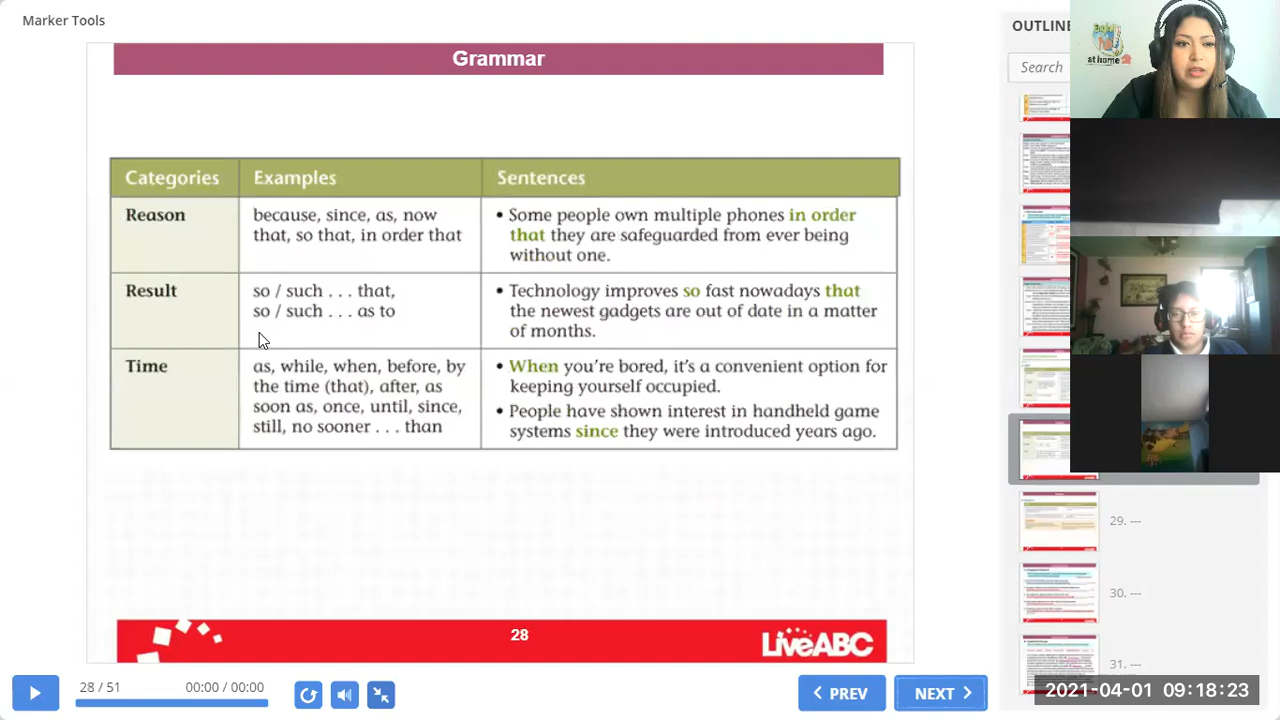 Marker Tools
OUTLINE
Search
at home
Grammar
Categories Examples Sentences
Reason
because, since, as, now
that, so that, in order that
• Some people own multiple phones in order
that they are safeguarded from ever being
without one.
Result
so / such . . . that,
so / such . . . as to
• Technology improves so fast nowadays that
the newest gadgets are out of date in a matter
of months.
Time
as, while, when, before, by
the time (that), after, as
soon as, once, until, since,
still, no sooner . . . than
• When you're bored, it's a convenient option for
keeping yourself occupied.
• People have shown interest in handheld game
systems since they were introduced years ago.
28
LiveABC
29. ---
30. ---
31. ---
28 / 51
00:00 / 00:00
PREV
NEXT
2021-04-01 09:18:23